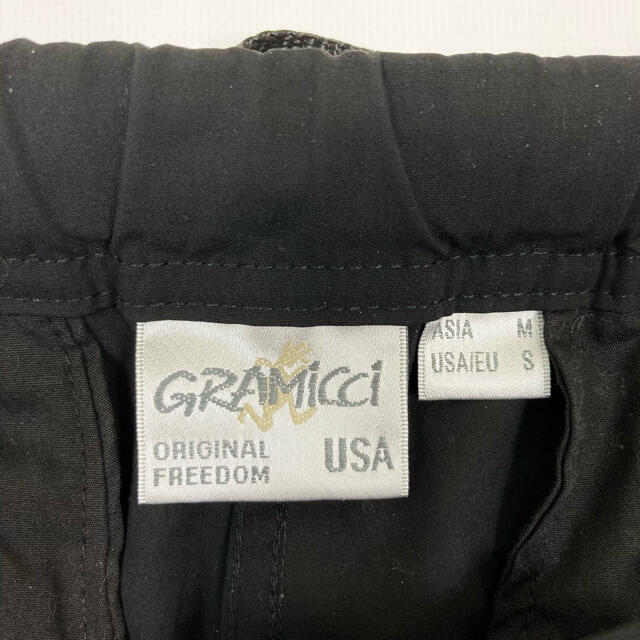 GRAMiCCi
ORIGINAL
FREEDOM
USA
ASIA M
USA/EU S